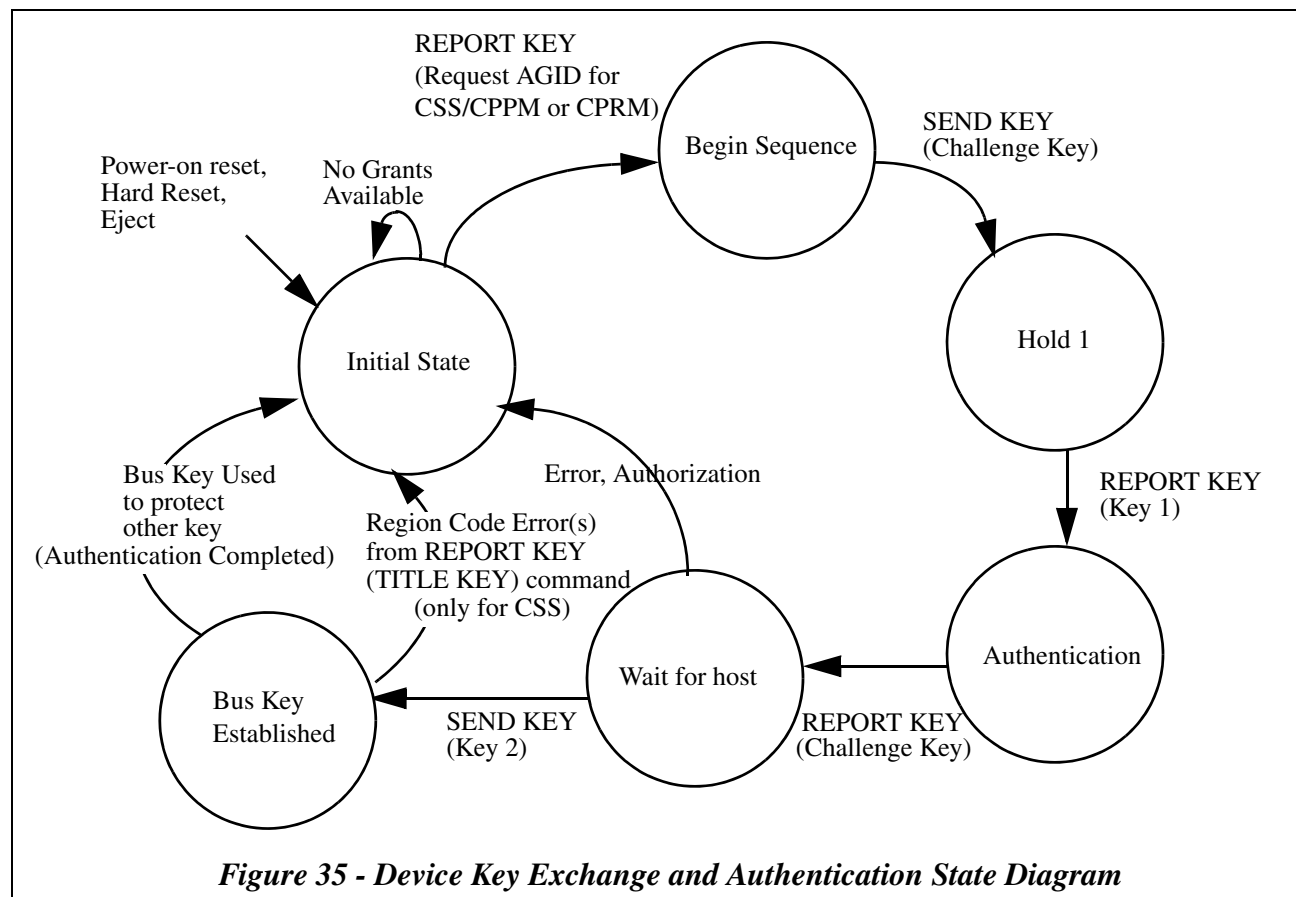 REPORT KEY
(Request AGID for
CSS/CPPM or CPRM)
Begin Sequence
SEND KEY
(Challenge Key)
Power-on reset,
Hard Reset,
Eject
No Grants
Available
Hold 1
Initial State
REPORT KEY
(Key 1)
Error, Authorization
Bus Key Used
to protect
other key
(Authentication Completed)
Region Code Error(s)
from REPORT KEY
(TITLE KEY) command
(only for CSS)
Authentication
Wait for host
Bus Key
Established
SEND KEY
(Key 2)
REPORT KEY
(Challenge Key)
Figure 35 - Device Key Exchange and Authentication State Diagram